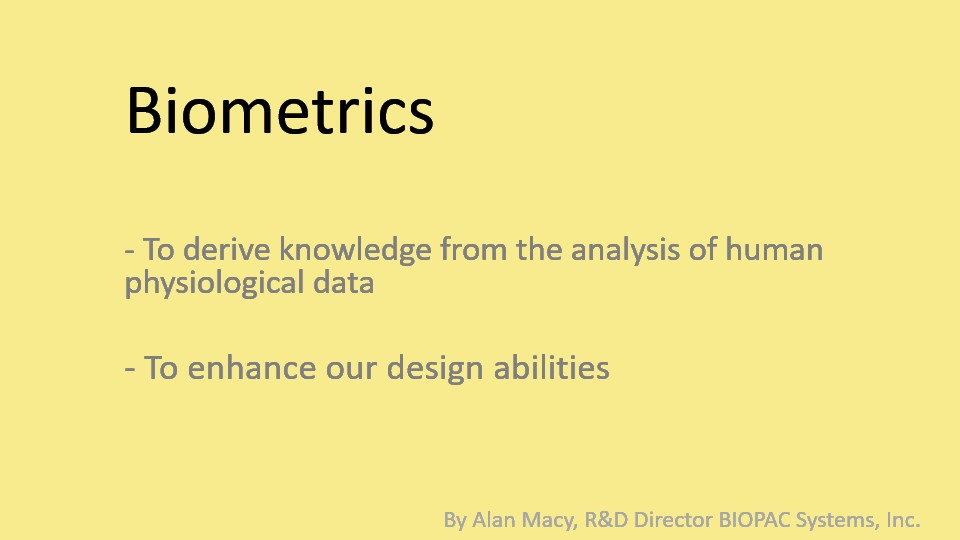 Biometrics
- To derive knowledge from the analysis of human
physiological data
- To enhance our design abilities
By Alan Macy, R&D Director BIOPAC Systems, Inc.